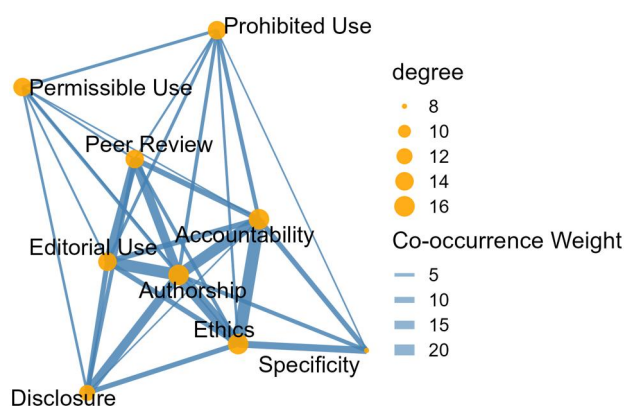 Prohibited Use
Permissible Use
Peer Review
Accountability
Editorial Use
Authorship
Ethics
Specificity
Disclosure
degree
8
10
12
14
16
Co-occurrence Weight
5
10
15
20